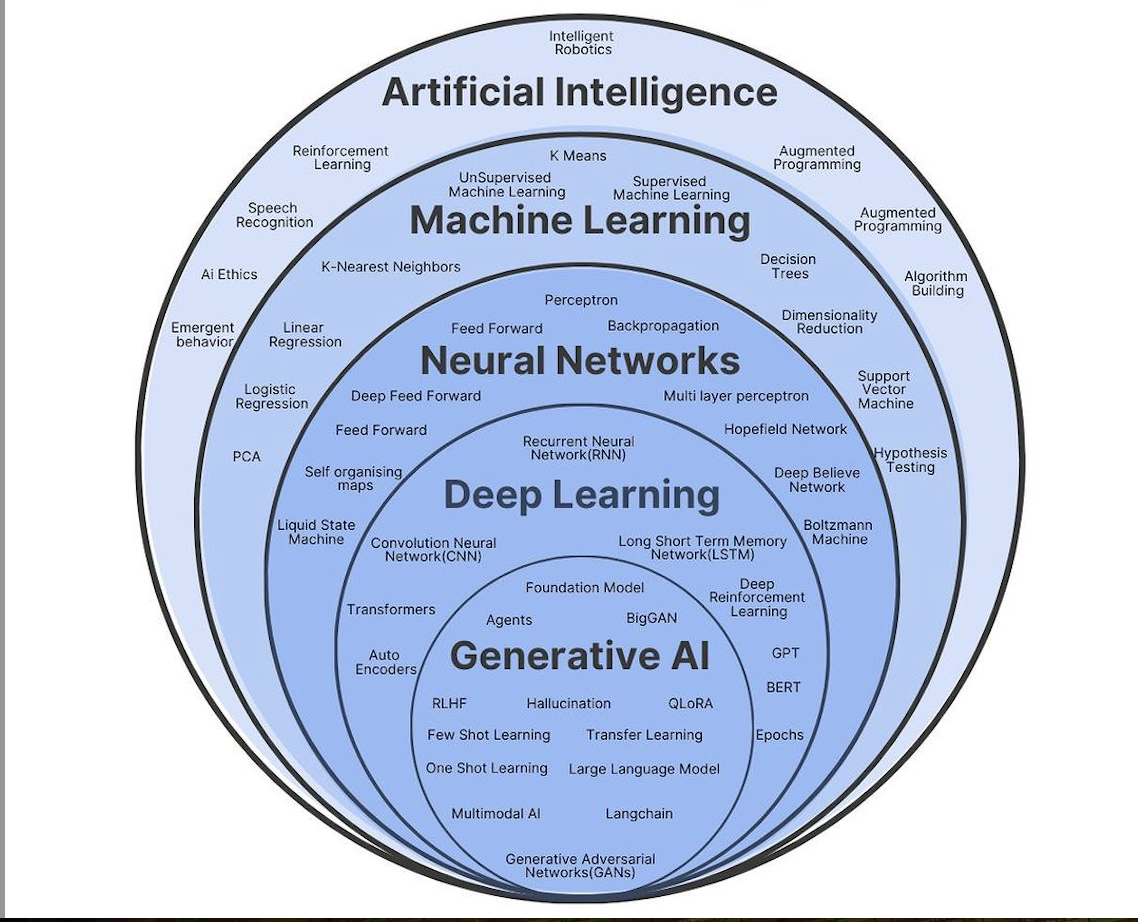 Intelligent
Robotics
Artificial Intelligence
Reinforcement
Learning
Augmented
Programming
Speech
Recognition
Augmented
Programming
Ai Ethics
Algorithm
Building
Emergent
behavior
K Means
UnSupervised
Machine Learning
Supervised
Machine Learning
Machine Learning
K-Nearest Neighbors
Decision
Trees
Linear
Regression
Dimensionality
Reduction
Logistic
Regression
Support
Vector
Machine
PCA
Hypothesis
Testing
Perceptron
Feed Forward
Backpropagation
Neural Networks
Deep Feed Forward
Multi layer perceptron
Feed Forward
Hopefield Network
Self organising
maps
Deep Believe
Network
Liquid State
Machine
Boltzmann
Machine
Recurrent Neural
Network(RNN)
Deep Learning
Convolution Neural
Network(CNN)
Long Short Term Memory
Network(LSTM)
Transformers
Deep
Reinforcement
Learning
Auto
Encoders
GPT
BERT
Epochs
Foundation Model
Agents
BigGAN
Generative AI
RLHF
Hallucination
QLoRA
Few Shot Learning
Transfer Learning
One Shot Learning
Large Language Model
Multimodal AI
Langchain
Generative Adversarial
Networks(GANs)